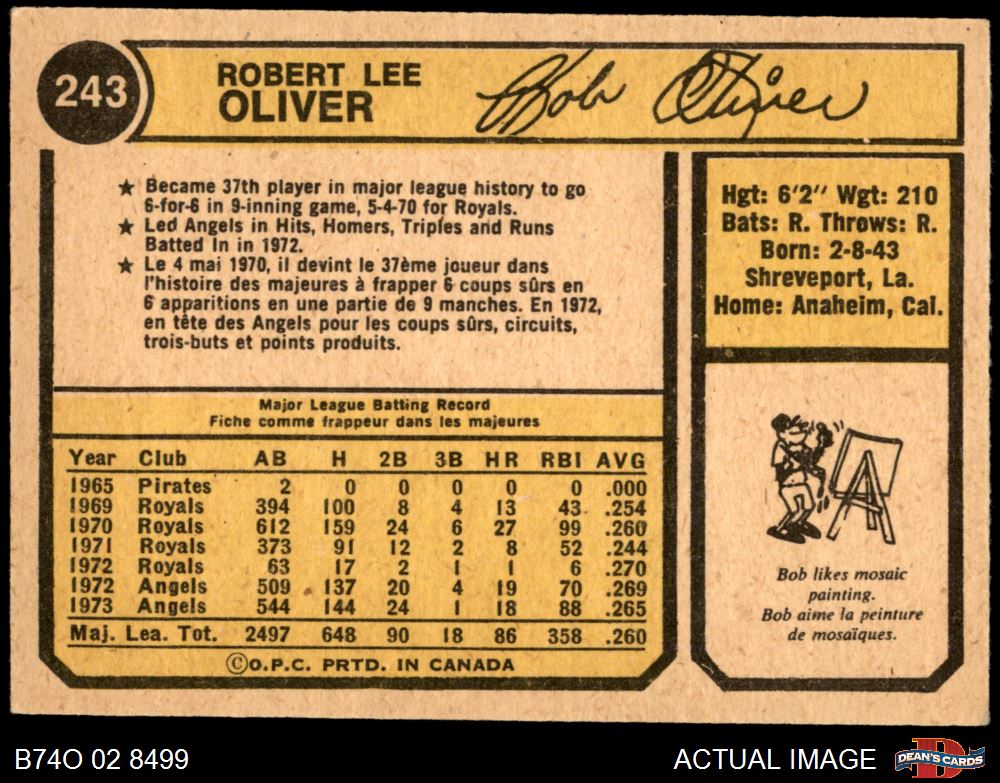 243
ROBERT LEE
OLIVER
Bob Oliver
★ Became 37th player in major league history to go
6-for-6 in 9-inning game, 5-4-70 for Royals.
★ Led Angels in Hits, Homers, Triples and Runs
Batted In in 1972.
★ Le 4 mai 1970, il devint le 37ème joueur dans
l'histoire des majeures à frapper 6 coups sûrs en
6 apparitions en une partie de 9 manches. En 1972,
en tête des Angels pour les coups sûrs, circuits,
trois-buts et points produits.
Hgt: 6'2" Wgt: 210
Bats: R. Throws: R.
Born: 2-8-43
Shreveport, La.
Home: Anaheim, Cal.
Major League Batting Record
Fiche comme frappeur dans les majeures
Year Club AB H 2B 3B HR RBI AVG
1965 Pirates 2 0 0 0 0 0 .000
1969 Royals 394 100 8 4 13 43 .254
1970 Royals 612 159 24 6 27 99 .260
1971 Royals 373 91 12 2 8 52 .244
1972 Royals 63 17 2 1 1 6 .270
1972 Angels 509 137 20 4 19 70 .269
1973 Angels 544 144 24 1 18 88 .265
Maj. Lea. Tot. 2497 648 90 18 86 358 .260
©O.P.C. PRTD. IN CANADA
Bob likes mosaic
painting.
Bob aime la peinture
de mosaïques.
B74O 02 8499
ACTUAL IMAGE
D
DEAN'S CARDS